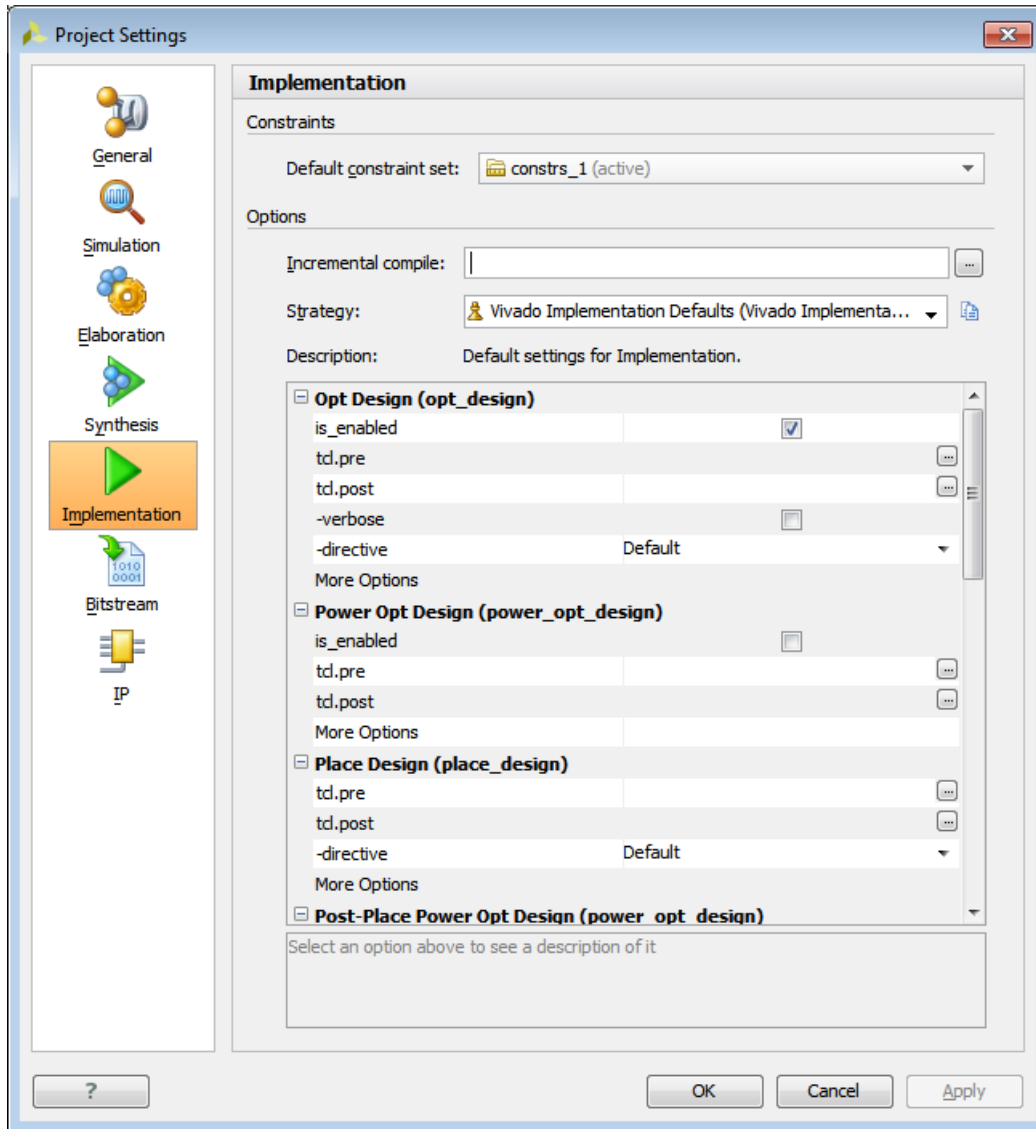 Project Settings
General
Simulation
Elaboration
Synthesis
Implementation
1010
0001
Bitstream
IP
Implementation
Constraints
Default constraint set: constrs_1 (active)
Options
Incremental compile: ...
Strategy: Vivado Implementation Defaults (Vivado Implementa...
Description: Default settings for Implementation.
Opt Design (opt_design)
is_enabled
tcl.pre ...
tcl.post ...
-verbose
-directive Default
More Options
Power Opt Design (power_opt_design)
is_enabled
tcl.pre ...
tcl.post ...
More Options
Place Design (place_design)
tcl.pre ...
tcl.post ...
-directive Default
More Options
Post-Place Power Opt Design (power_opt_design)
Select an option above to see a description of it
? OK Cancel Apply